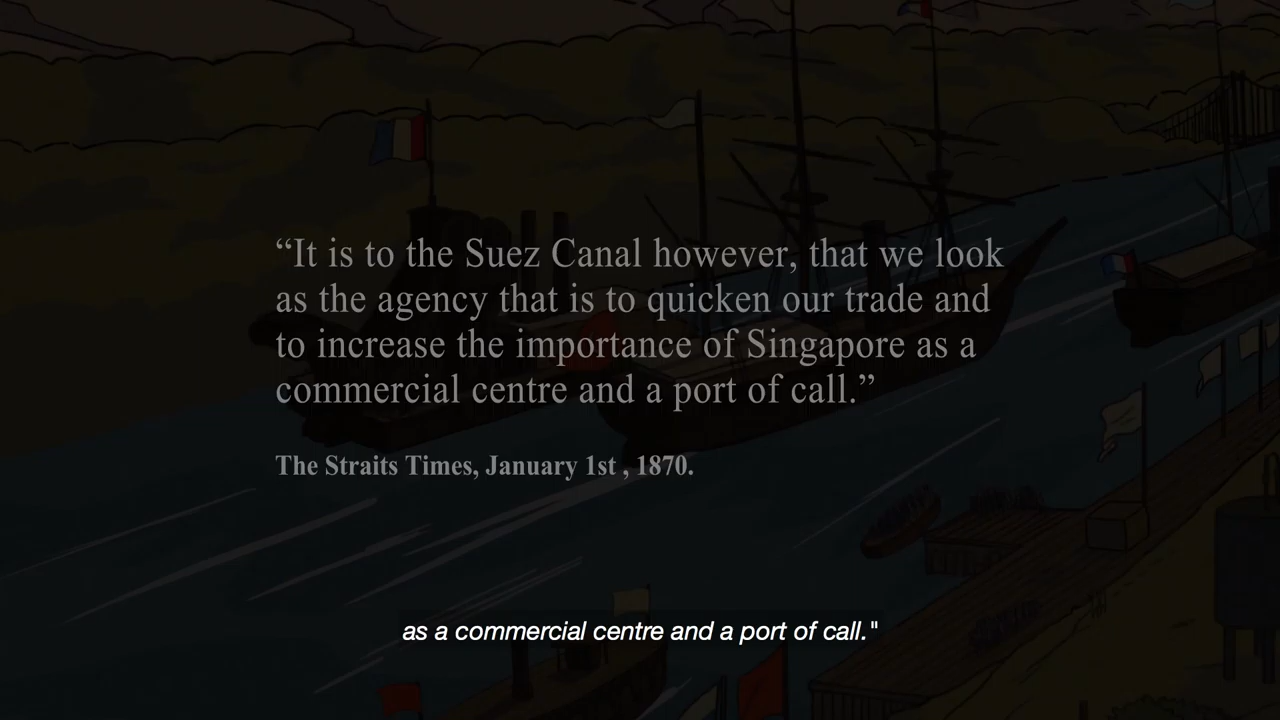 “It is to the Suez Canal however, that we look
as the agency that is to quicken our trade and
to increase the importance of Singapore as a
commercial centre and a port of call.”
The Straits Times, January 1st , 1870.
as a commercial centre and a port of call."